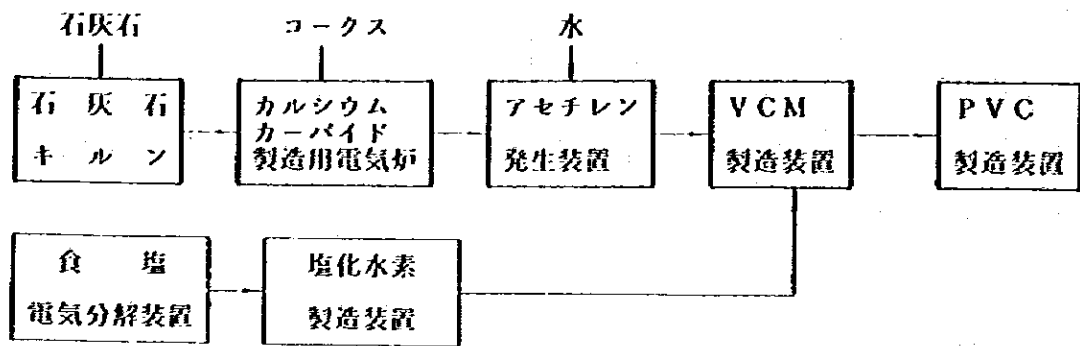 石灰石
コークス
水
石灰石
キルン
カルシウム
カーバイド
製造用電気炉
アセチレン
発生装置
VCM
製造装置
PVC
製造装置
食塩
電気分解装置
塩化水素
製造装置